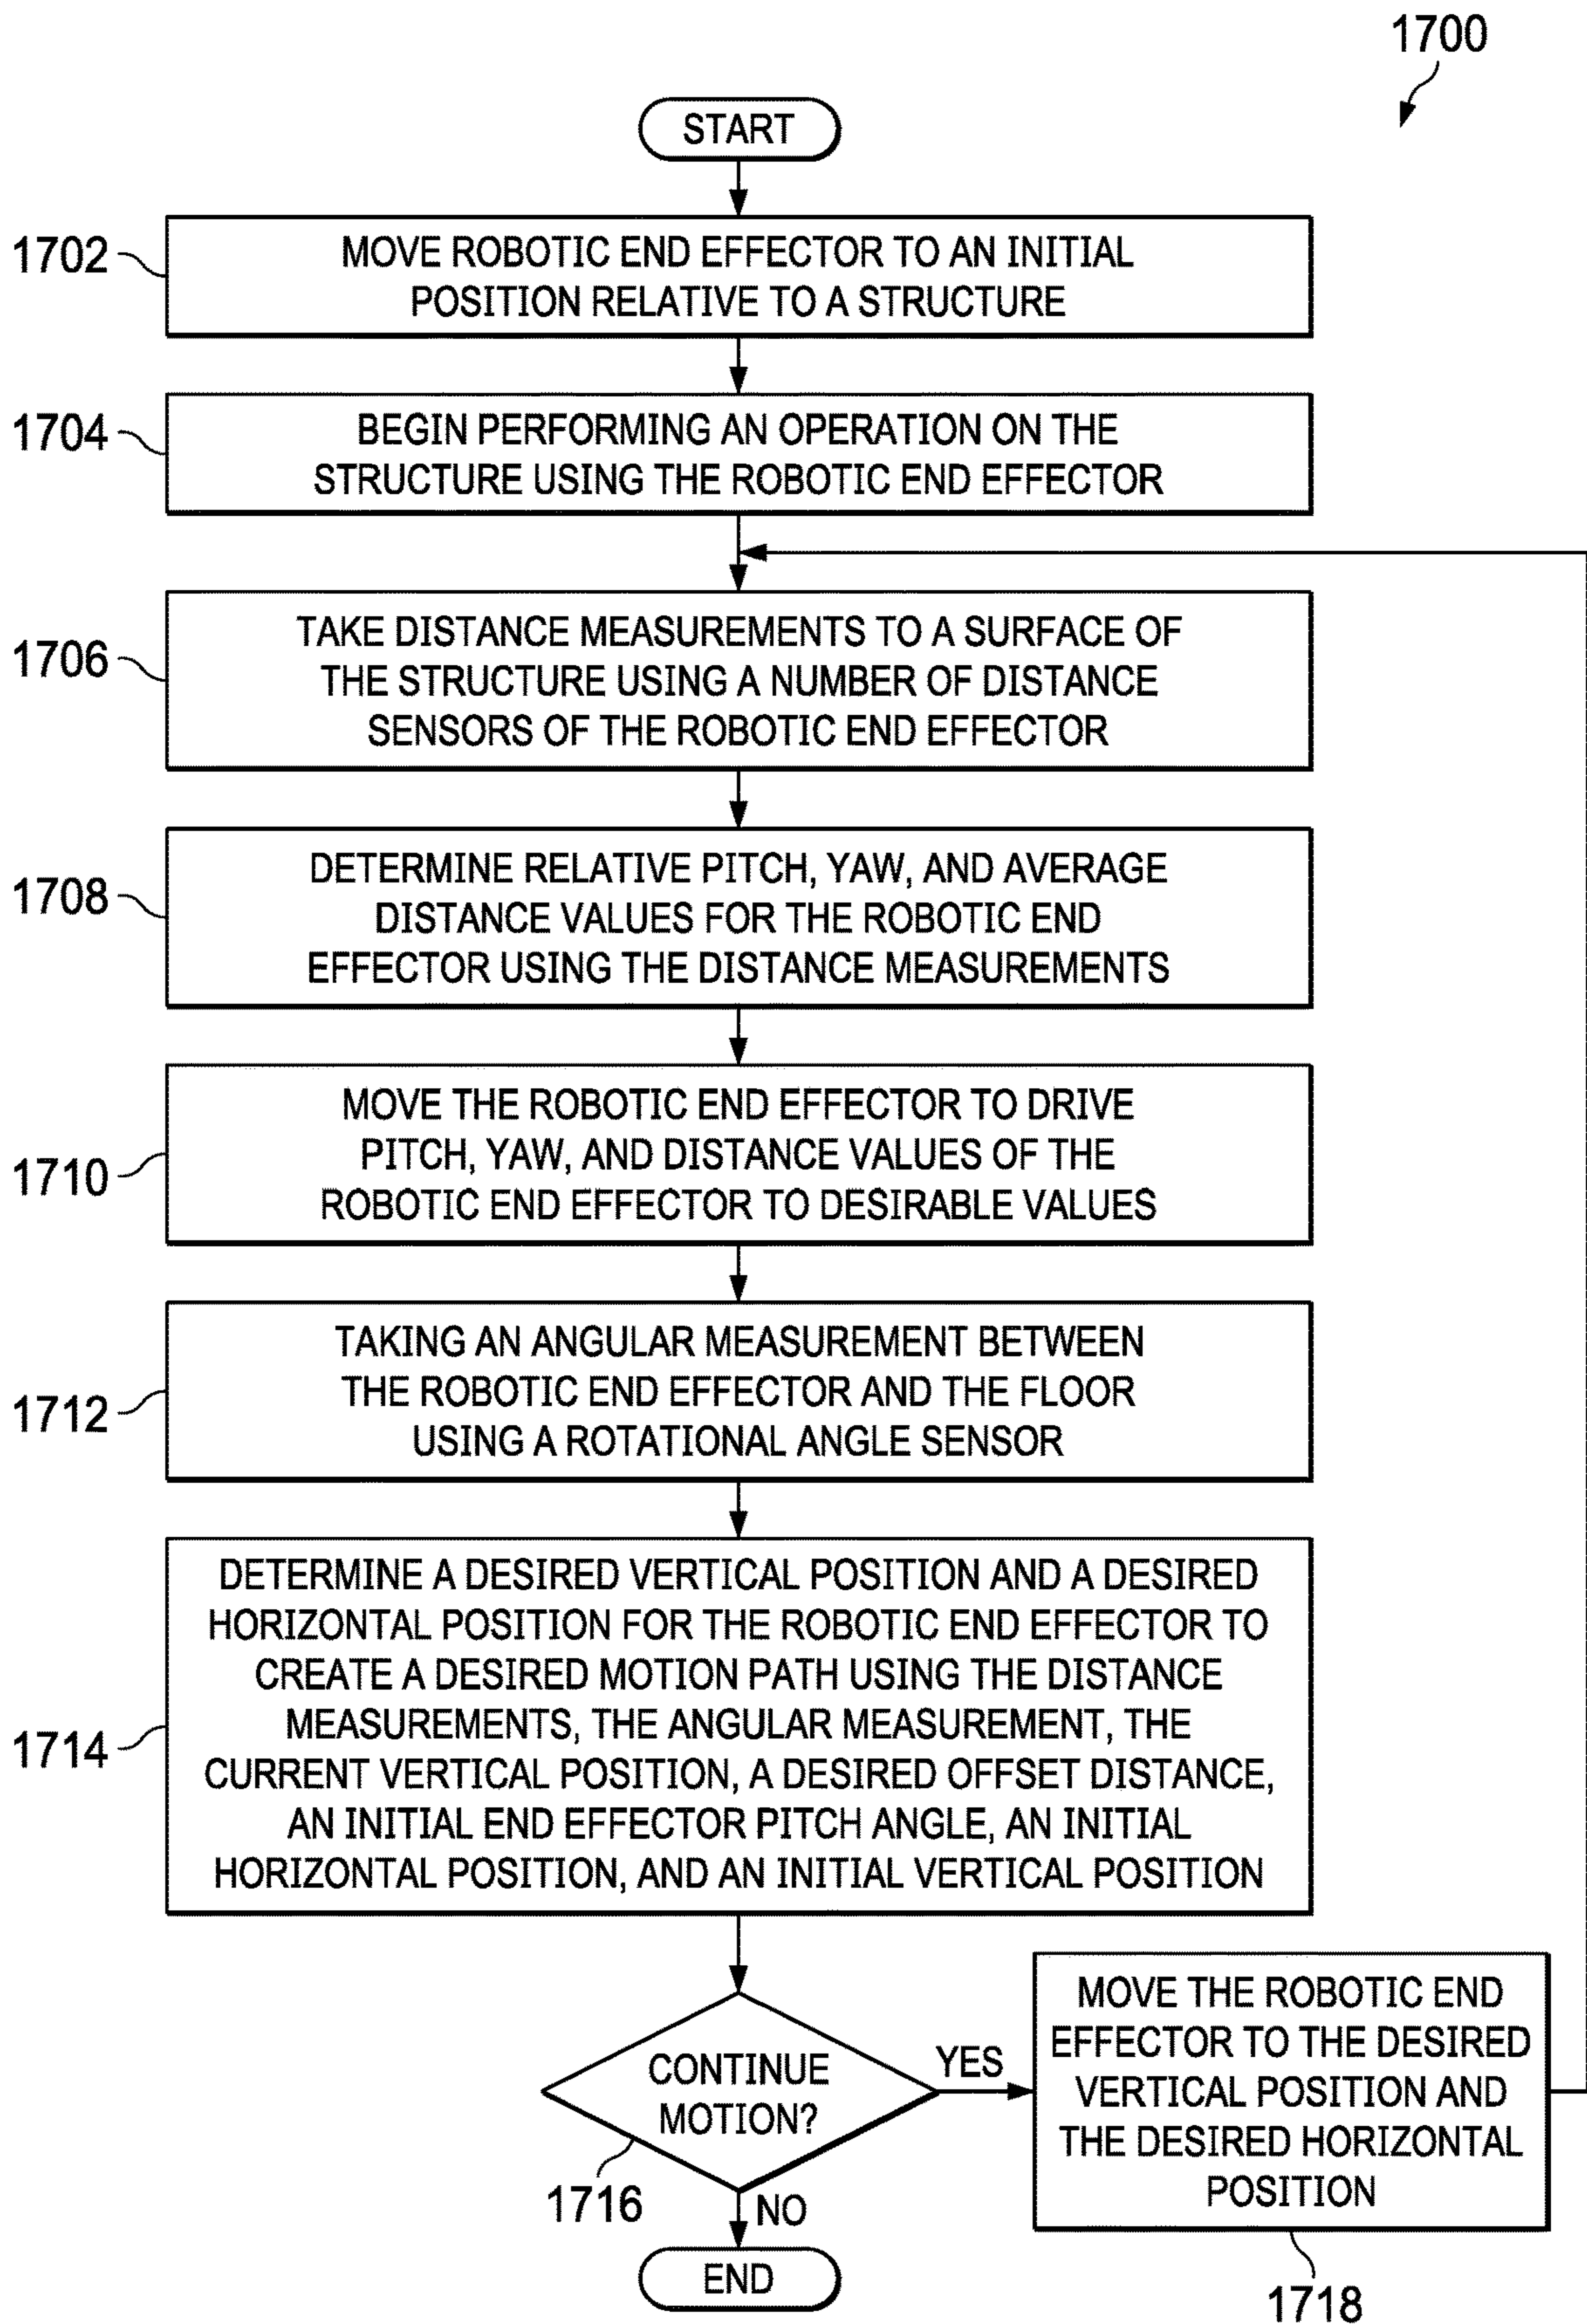 1700
START
1702
MOVE ROBOTIC END EFFECTOR TO AN INITIAL
POSITION RELATIVE TO A STRUCTURE
1704
BEGIN PERFORMING AN OPERATION ON THE
STRUCTURE USING THE ROBOTIC END EFFECTOR
1706
TAKE DISTANCE MEASUREMENTS TO A SURFACE OF
THE STRUCTURE USING A NUMBER OF DISTANCE
SENSORS OF THE ROBOTIC END EFFECTOR
1708
DETERMINE RELATIVE PITCH, YAW, AND AVERAGE
DISTANCE VALUES FOR THE ROBOTIC END
EFFECTOR USING THE DISTANCE MEASUREMENTS
1710
MOVE THE ROBOTIC END EFFECTOR TO DRIVE
PITCH, YAW, AND DISTANCE VALUES OF THE
ROBOTIC END EFFECTOR TO DESIRABLE VALUES
1712
TAKING AN ANGULAR MEASUREMENT BETWEEN
THE ROBOTIC END EFFECTOR AND THE FLOOR
USING A ROTATIONAL ANGLE SENSOR
1714
DETERMINE A DESIRED VERTICAL POSITION AND A DESIRED
HORIZONTAL POSITION FOR THE ROBOTIC END EFFECTOR TO
CREATE A DESIRED MOTION PATH USING THE DISTANCE
MEASUREMENTS, THE ANGULAR MEASUREMENT, THE
CURRENT VERTICAL POSITION, A DESIRED OFFSET DISTANCE,
AN INITIAL END EFFECTOR PITCH ANGLE, AN INITIAL
HORIZONTAL POSITION, AND AN INITIAL VERTICAL POSITION
CONTINUE
MOTION?
1716
YES
MOVE THE ROBOTIC END
EFFECTOR TO THE DESIRED
VERTICAL POSITION AND
THE DESIRED HORIZONTAL
POSITION
1718
NO
END